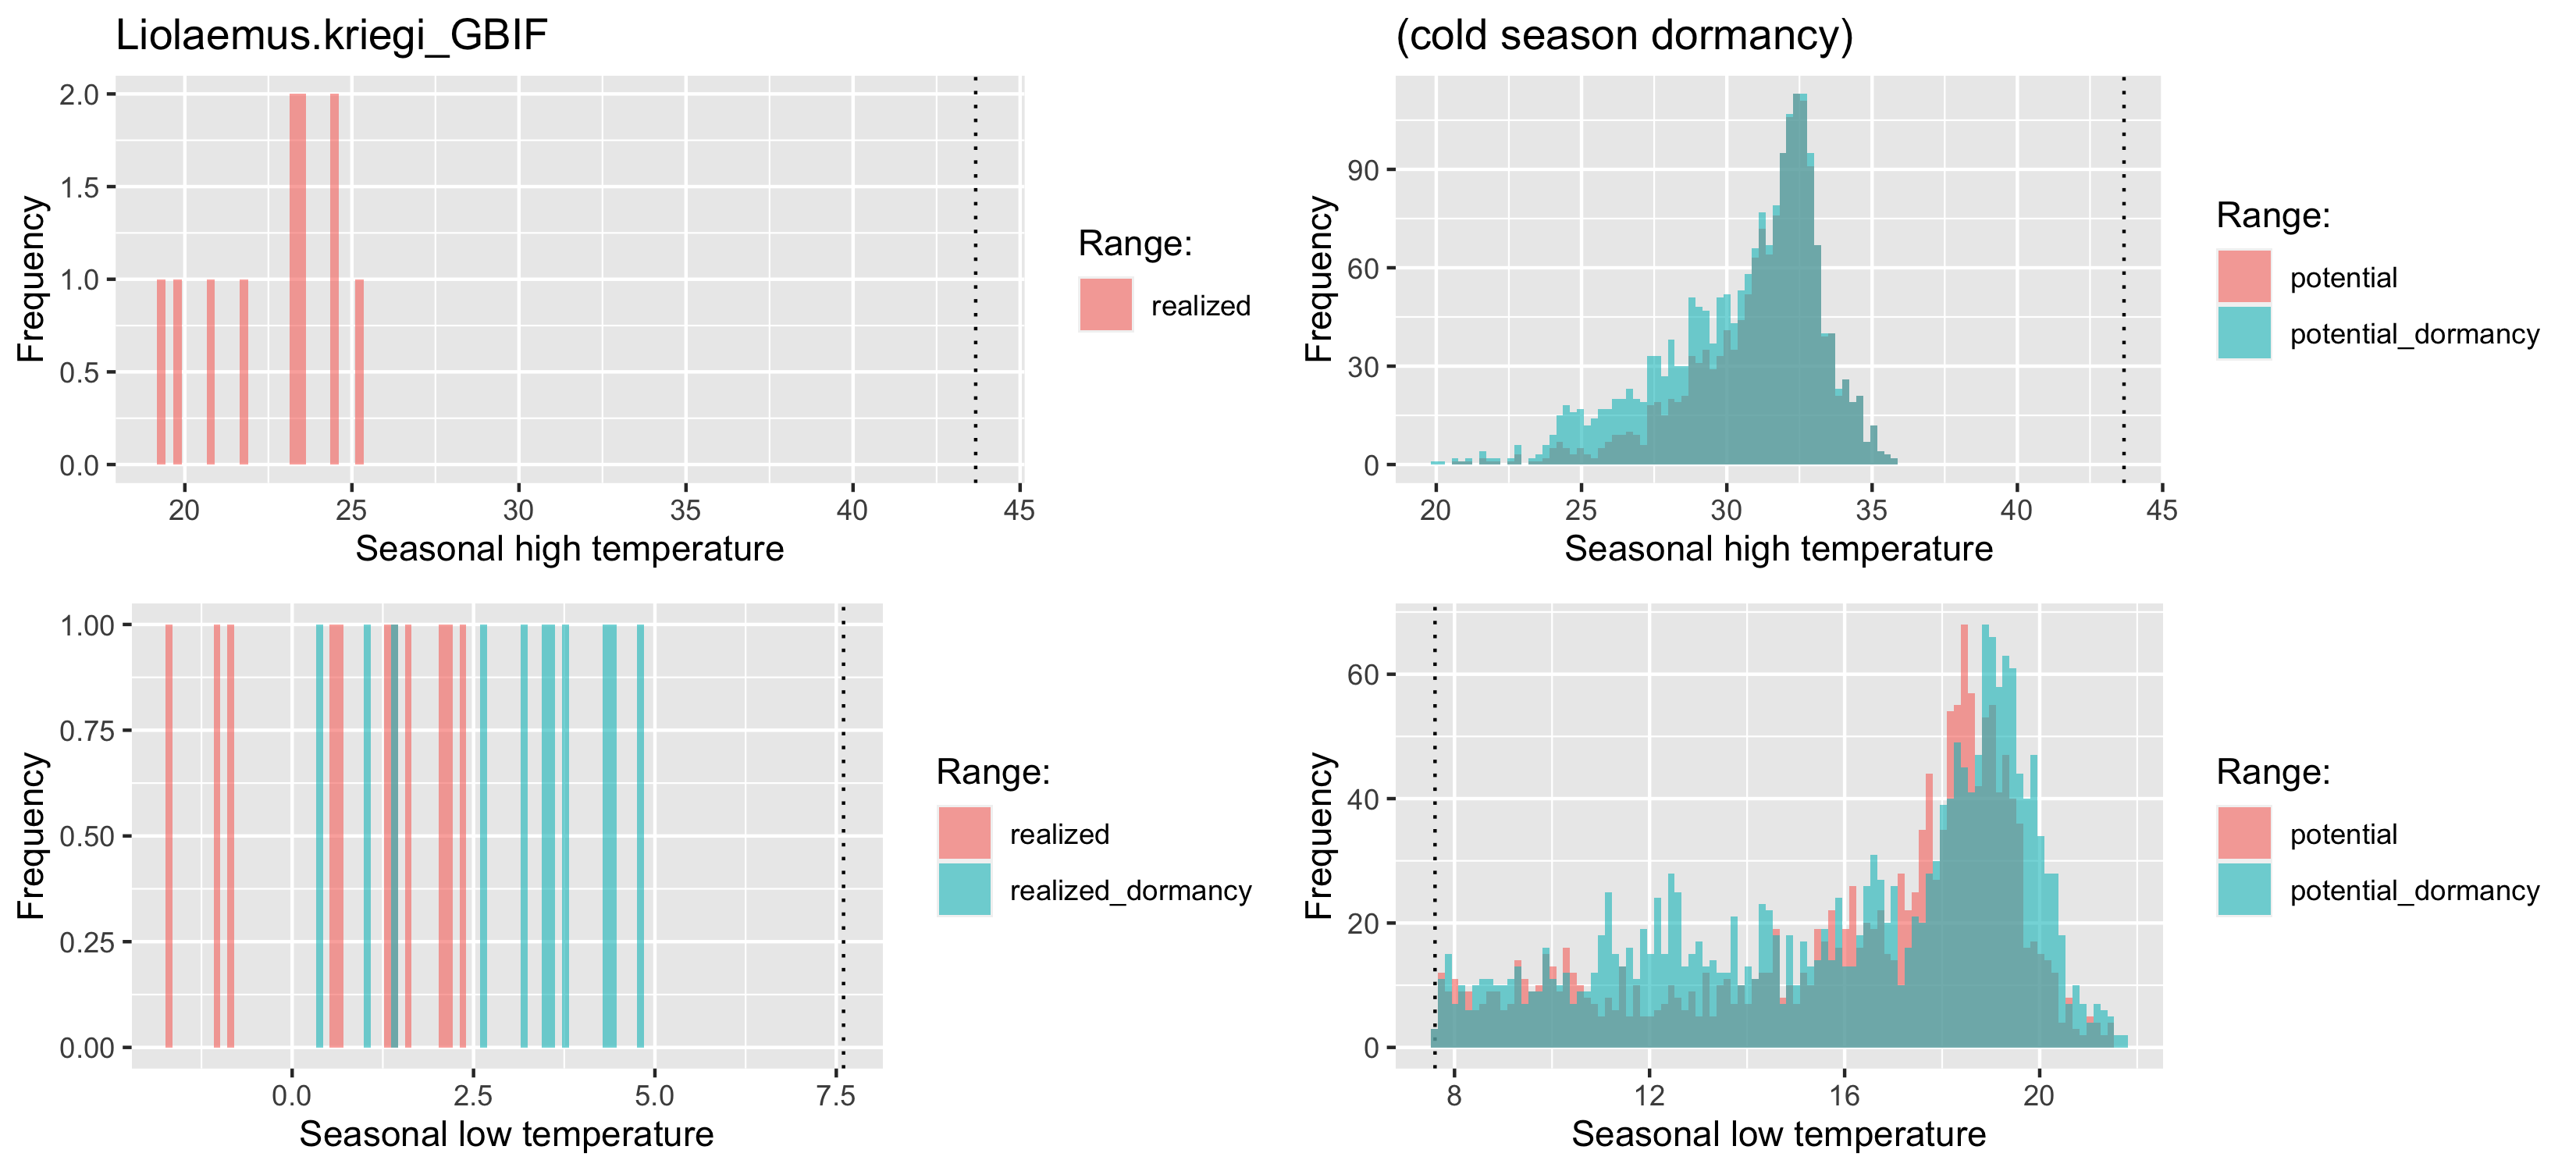 Liolaemus.kriegi_GBIF
2.0
1.5
1.0
0.5
0.0
Frequency
20 25 30 35 40 45
Seasonal high temperature
Range:
realized
(cold season dormancy)
90
60
30
0
Frequency
20 25 30 35 40 45
Seasonal high temperature
Range:
potential
potential_dormancy
1.00
0.75
0.50
0.25
0.00
Frequency
0.0 2.5 5.0 7.5
Seasonal low temperature
Range:
realized
realized_dormancy
60
40
20
0
Frequency
8 12 16 20
Seasonal low temperature
Range:
potential
potential_dormancy